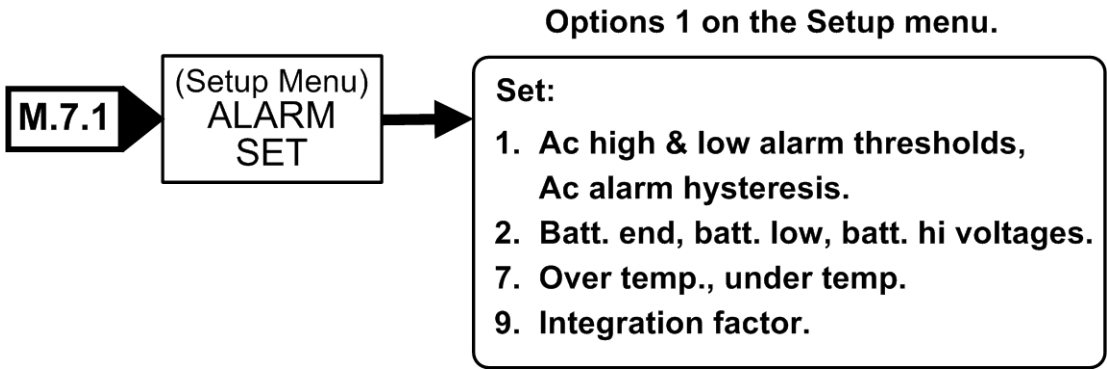 Options 1 on the Setup menu.
M.7.1
(Setup Menu)
ALARM
SET
Set:
1. Ac high & low alarm thresholds,
Ac alarm hysteresis.
2. Batt. end, batt. low, batt. hi voltages.
7. Over temp., under temp.
9. Integration factor.